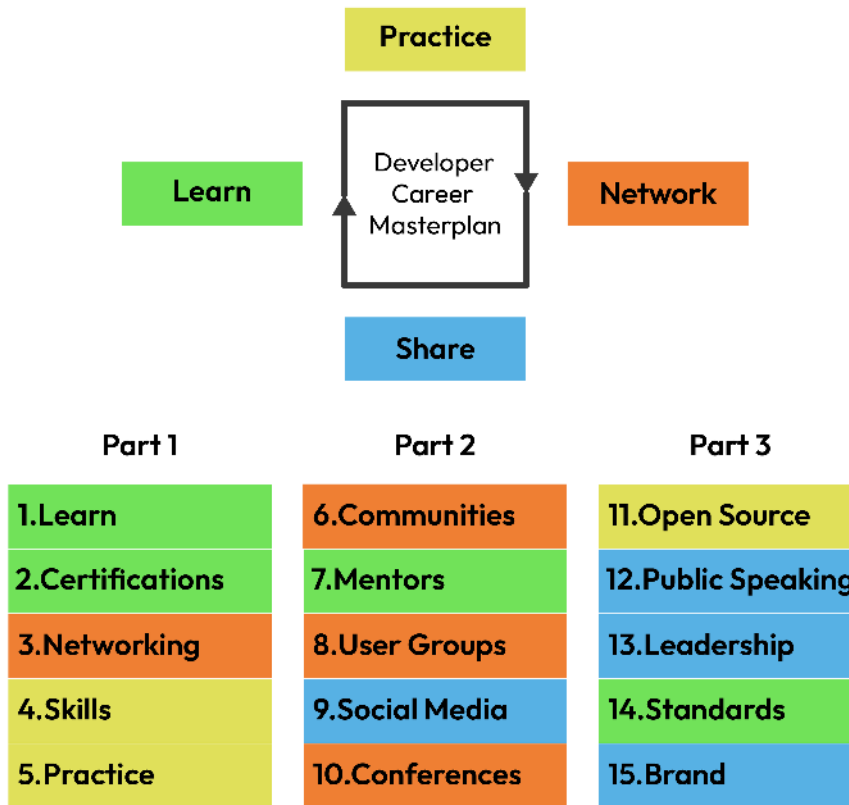 Practice
Learn
Developer
Career
Masterplan
Network
Share
Part 1
Part 2
Part 3
1.Learn
2.Certifications
3.Networking
4.Skills
5.Practice
6.Communities
7.Mentors
8.User Groups
9.Social Media
10.Conferences
11.Open Source
12.Public Speaking
13.Leadership
14.Standards
15.Brand